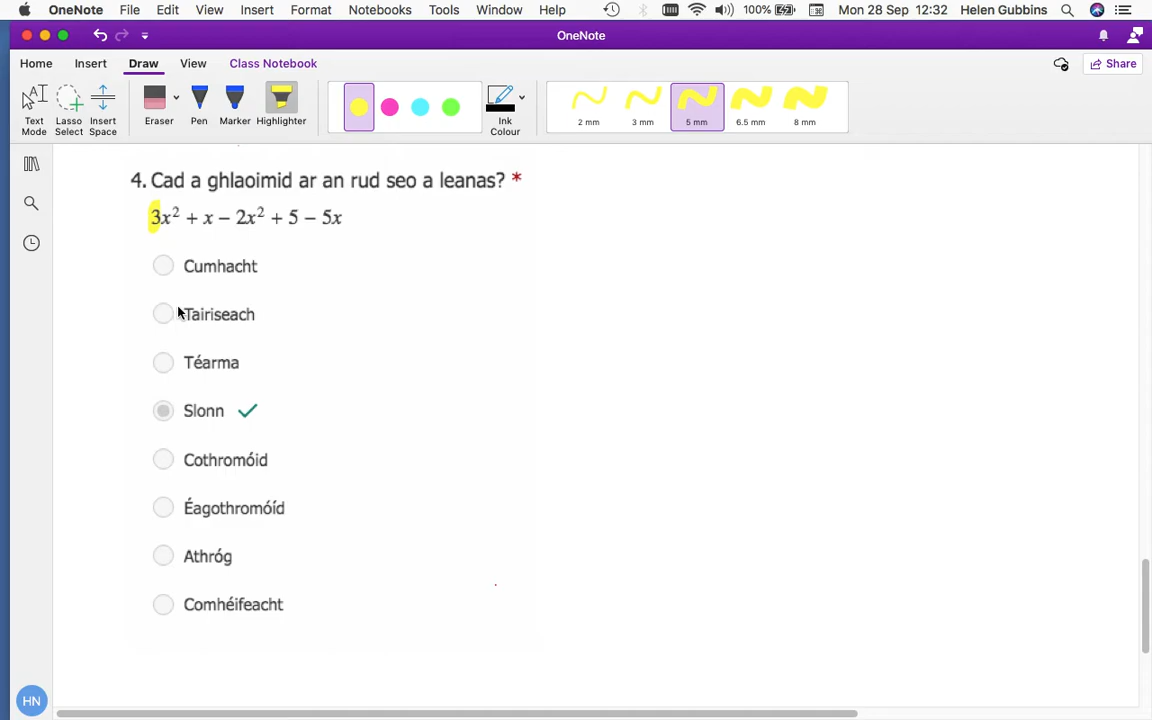 OneNote File Edit View Insert Format Notebooks Tools Window Help 100% Mon 28 Sep 12:32 Helen Gubbins
OneNote
Home Insert Draw View Class Notebook Share
Text Mode
Lasso Select
Insert Space
Eraser
Pen
Marker
Highlighter
Ink Colour
2 mm 3 mm 5 mm 6.5 mm 8 mm
4. Cad a ghlaoimid ar an rud seo a leanas? *
3x² + x − 2x² + 5 − 5x
Cumhacht
Tairiseach
Téarma
Slonn
Cothromóid
Éagothromóid
Athróg
Comhéifeacht
HN